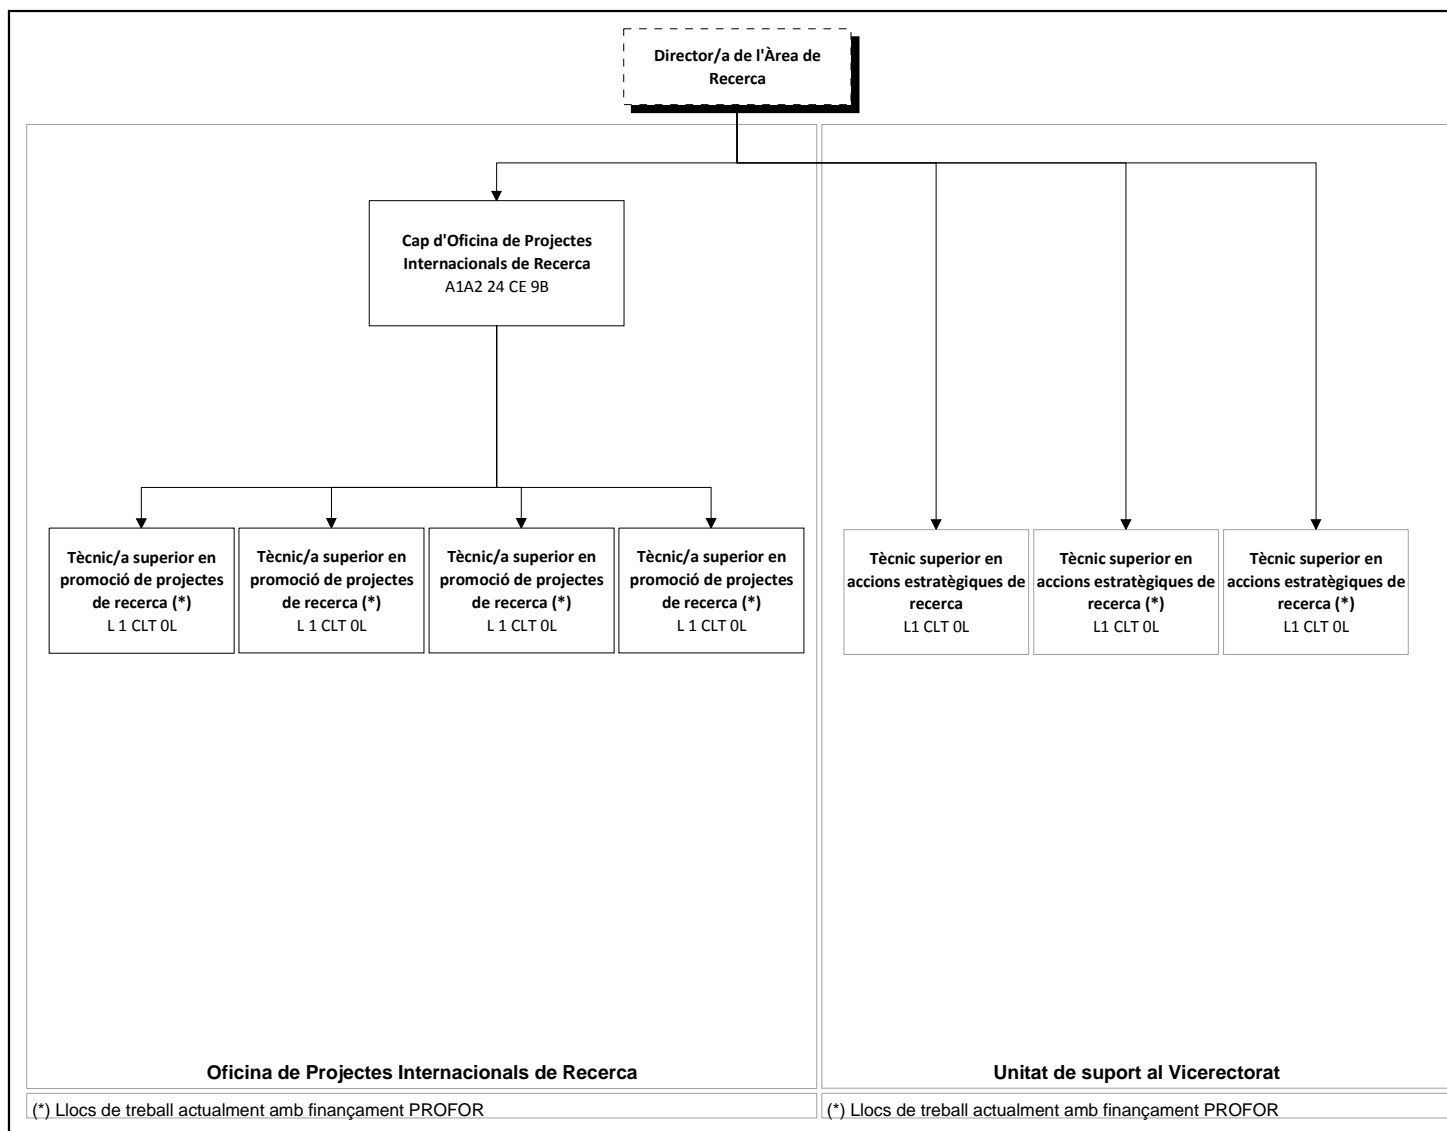 Director/a de l'Àrea de
Recerca
Cap d'Oficina de Projectes
Internacionals de Recerca
A1A2 24 CE 9B
Tècnic/a superior en
promoció de projectes
de recerca (*)
L 1 CLT 0L
Tècnic/a superior en
promoció de projectes
de recerca (*)
L 1 CLT 0L
Tècnic/a superior en
promoció de projectes
de recerca (*)
L 1 CLT 0L
Tècnic/a superior en
promoció de projectes
de recerca (*)
L 1 CLT 0L
Tècnic superior en
accions estratègiques de
recerca
L1 CLT 0L
Tècnic superior en
accions estratègiques de
recerca (*)
L1 CLT 0L
Tècnic superior en
accions estratègiques de
recerca (*)
L1 CLT 0L
Oficina de Projectes Internacionals de Recerca
Unitat de suport al Vicerectorat
(*) Llocs de treball actualment amb finançament PROFOR
(*) Llocs de treball actualment amb finançament PROFOR